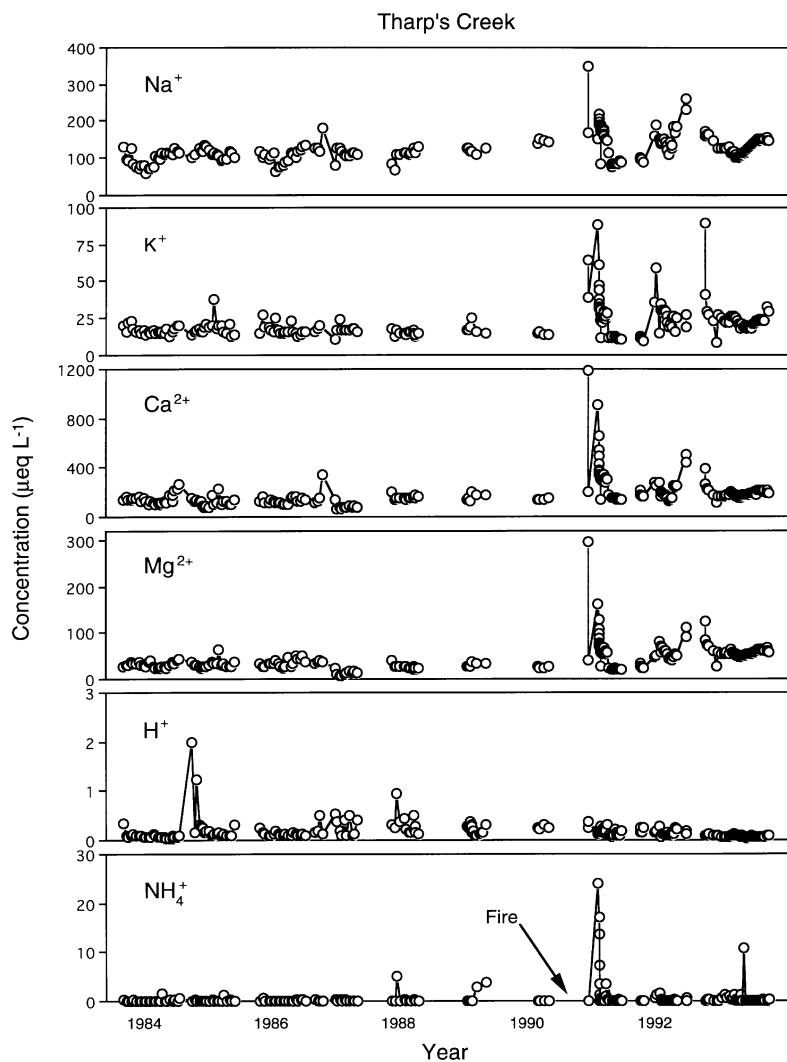 Tharp's Creek
Concentration (μeq L⁻¹)
400
300
200
100
0
Na⁺
100
75
50
25
0
K⁺
1200
800
400
0
Ca²⁺
300
200
100
0
Mg²⁺
3
2
1
0
H⁺
30
20
10
0
NH₄⁺
Fire
1984 1986 1988 1990 1992
Year